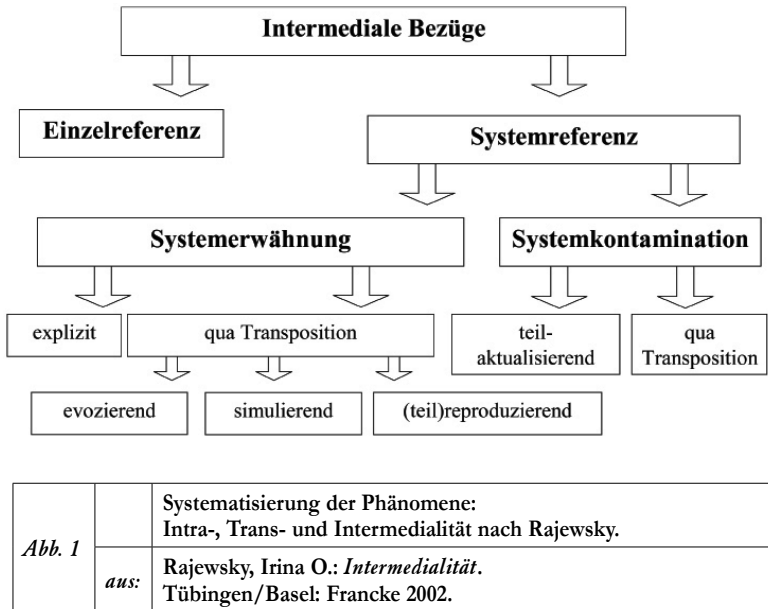 Intermediale Bezüge
Einzelreferenz
Systemreferenz
Systemerwähnung
Systemkontamination
explizit
qua Transposition
teil-
aktualisierend
qua
Transposition
evozierend
simulierend
(teil)reproduzierend
Abb. 1
Systematisierung der Phänomene:
Intra-, Trans- und Intermedialität nach Rajewsky.
aus:
Rajewsky, Irina O.: Intermedialität.
Tübingen/Basel: Francke 2002.